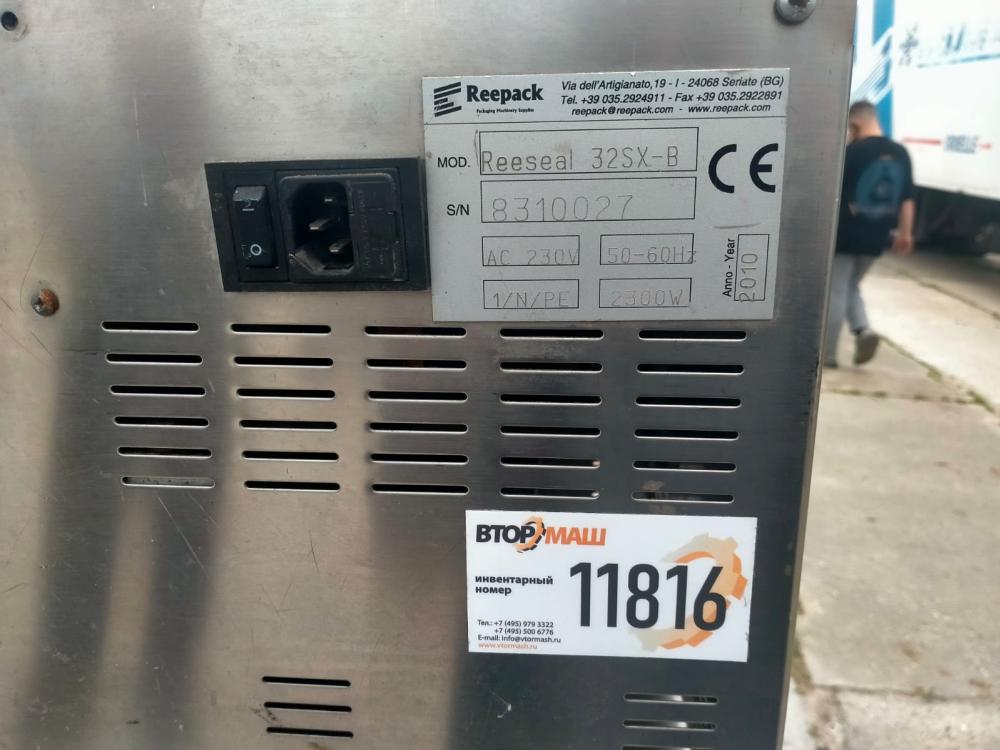 Reepack
Packaging Machinery Supplies
Via dell'Artigianato,19 - I - 24068 Seriate (BG)
Tel. +39 035.2924911 - Fax +39 035.2922891
reepack@reepack.com - www.reepack.com
MOD. Reeseal 32SX-B
CE
S/N 8310027
AC 230V 50-60Hz
1/N/PE 2300W
Anno - Year 2010
ВТОРМАШ
инвентарный
номер
11816
Тел.: +7 (495) 979 3322
+7 (495) 500 6776
E-mail: info@vtormash.ru
www.vtormash.ru